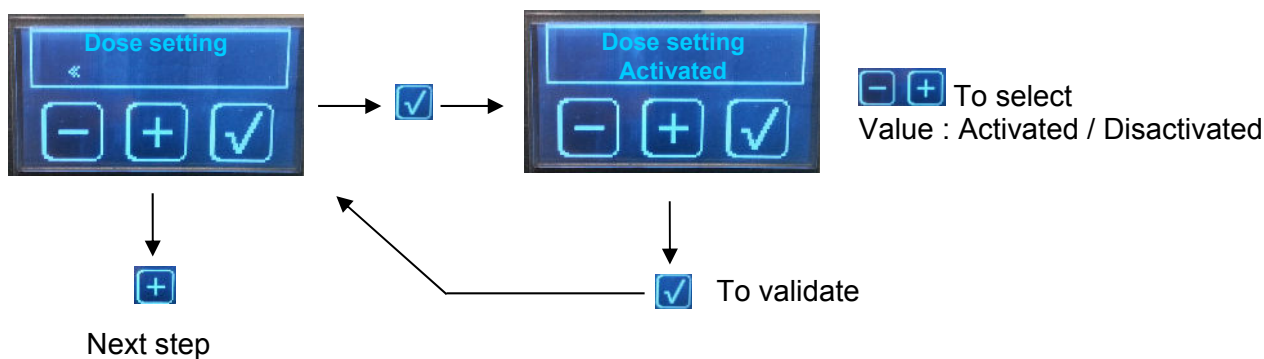 Dose setting
«
Dose setting
Activated
To select
Value : Activated / Disactivated
To validate
Next step